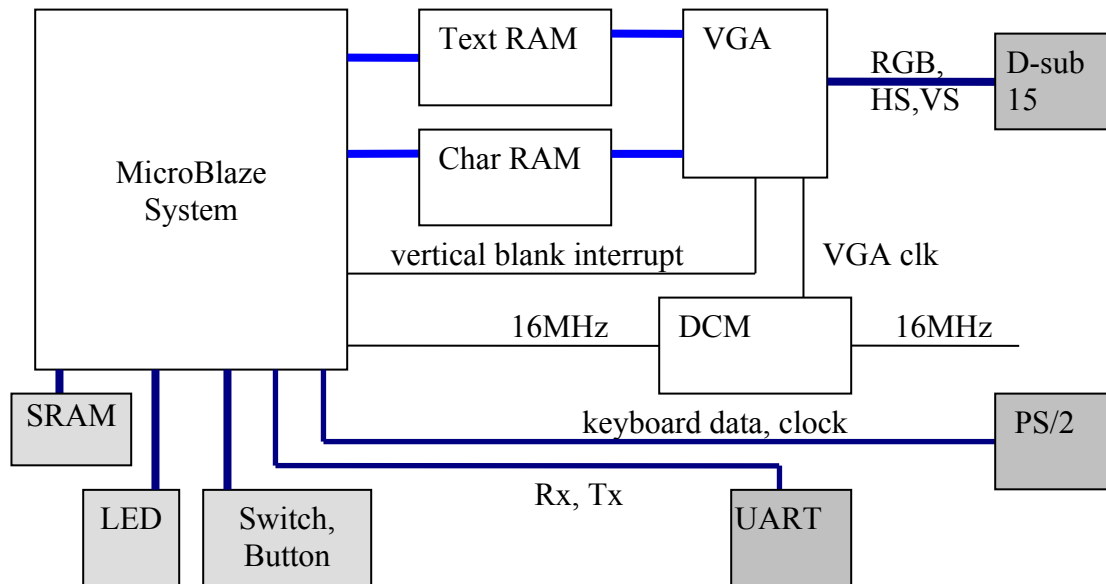 Text RAM
VGA
RGB,
HS,VS
D-sub
15
Char RAM
MicroBlaze
System
vertical blank interrupt
VGA clk
16MHz
DCM
16MHz
SRAM
keyboard data, clock
PS/2
LED
Switch,
Button
Rx, Tx
UART